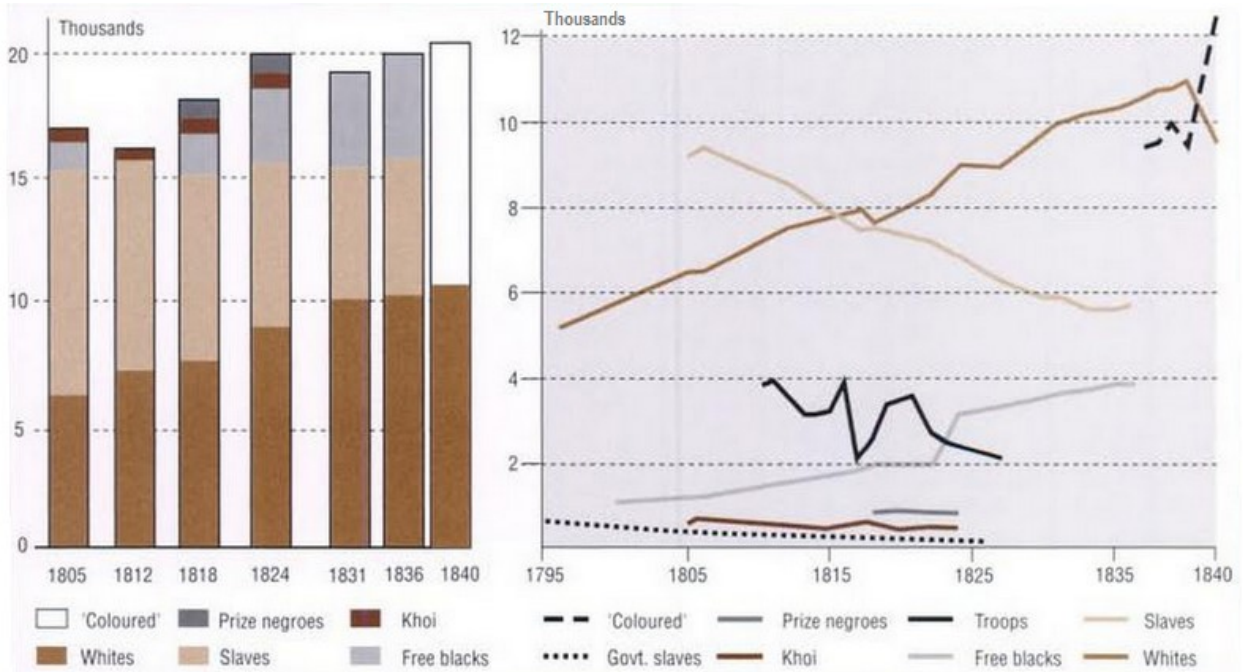 Thousands
20
15
10
5
0
1805 1812 1818 1824 1831 1836 1840
'Coloured' Prize negroes Khoi
Whites Slaves Free blacks
Thousands
12
10
8
6
4
2
1795 1805 1815 1825 1835 1840
'Coloured' Prize negroes Troops Slaves
Govt. slaves Khoi Free blacks Whites